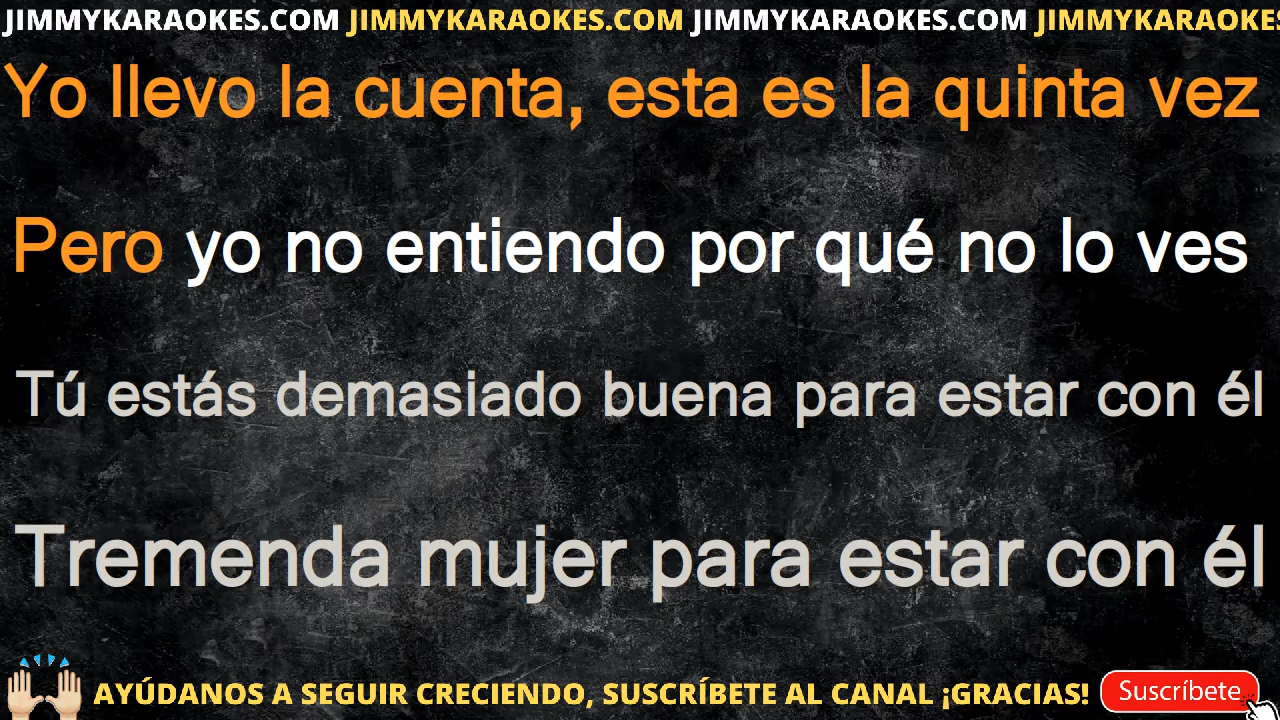 JIMMYKARAOKES.COM JIMMYKARAOKES.COM JIMMYKARAOKES.COM JIMMYKARAOKES
Yo llevo la cuenta, esta es la quinta vez
Pero yo no entiendo por qué no lo ves
Tú estás demasiado buena para estar con él
Tremenda mujer para estar con él
AYÚDANOS A SEGUIR CRECIENDO, SUSCRÍBETE AL CANAL ¡GRACIAS! Suscríbete